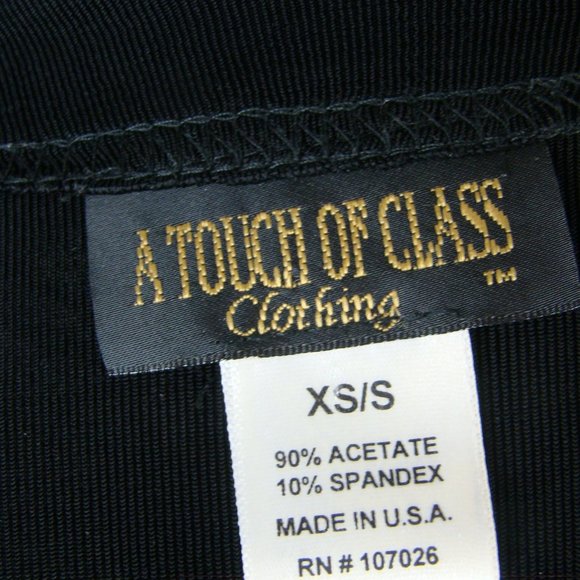 A TOUCH OF CLASS ™
Clothing
XS/S
90% ACETATE
10% SPANDEX
MADE IN U.S.A.
RN # 107026